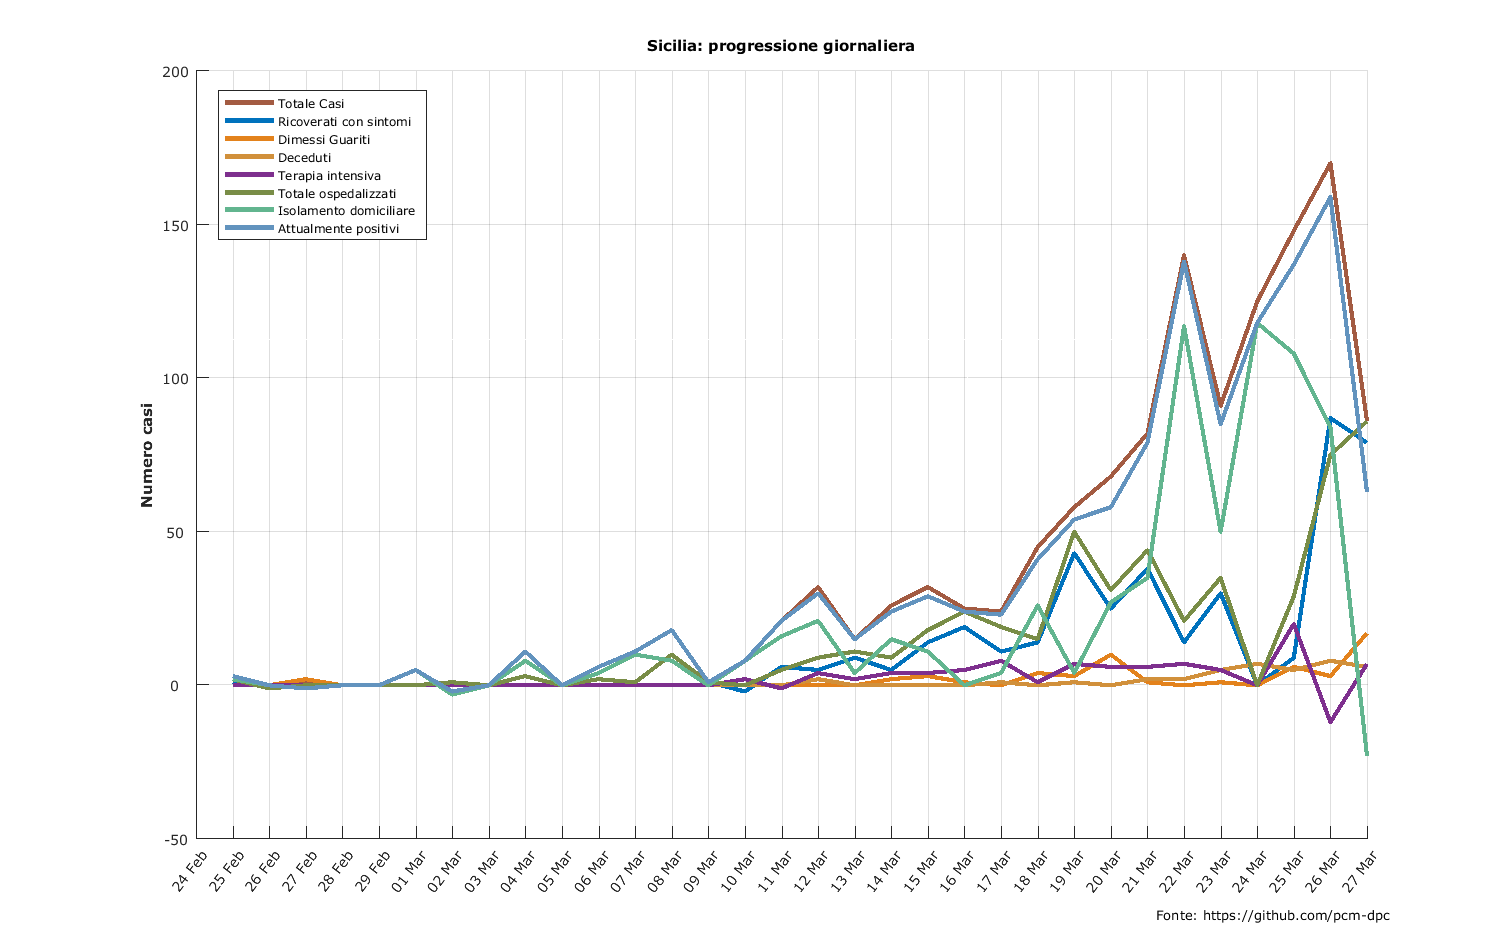 Sicilia: progressione giornaliera
200
150
100
50
0
-50
Numero casi
Totale Casi
Ricoverati con sintomi
Dimessi Guariti
Deceduti
Terapia intensiva
Totale ospedalizzati
Isolamento domiciliare
Attualmente positivi
24 Feb
25 Feb
26 Feb
27 Feb
28 Feb
29 Feb
01 Mar
02 Mar
03 Mar
04 Mar
05 Mar
06 Mar
07 Mar
08 Mar
09 Mar
10 Mar
11 Mar
12 Mar
13 Mar
14 Mar
15 Mar
16 Mar
17 Mar
18 Mar
19 Mar
20 Mar
21 Mar
22 Mar
23 Mar
24 Mar
25 Mar
26 Mar
27 Mar
Fonte: https://github.com/pcm-dpc